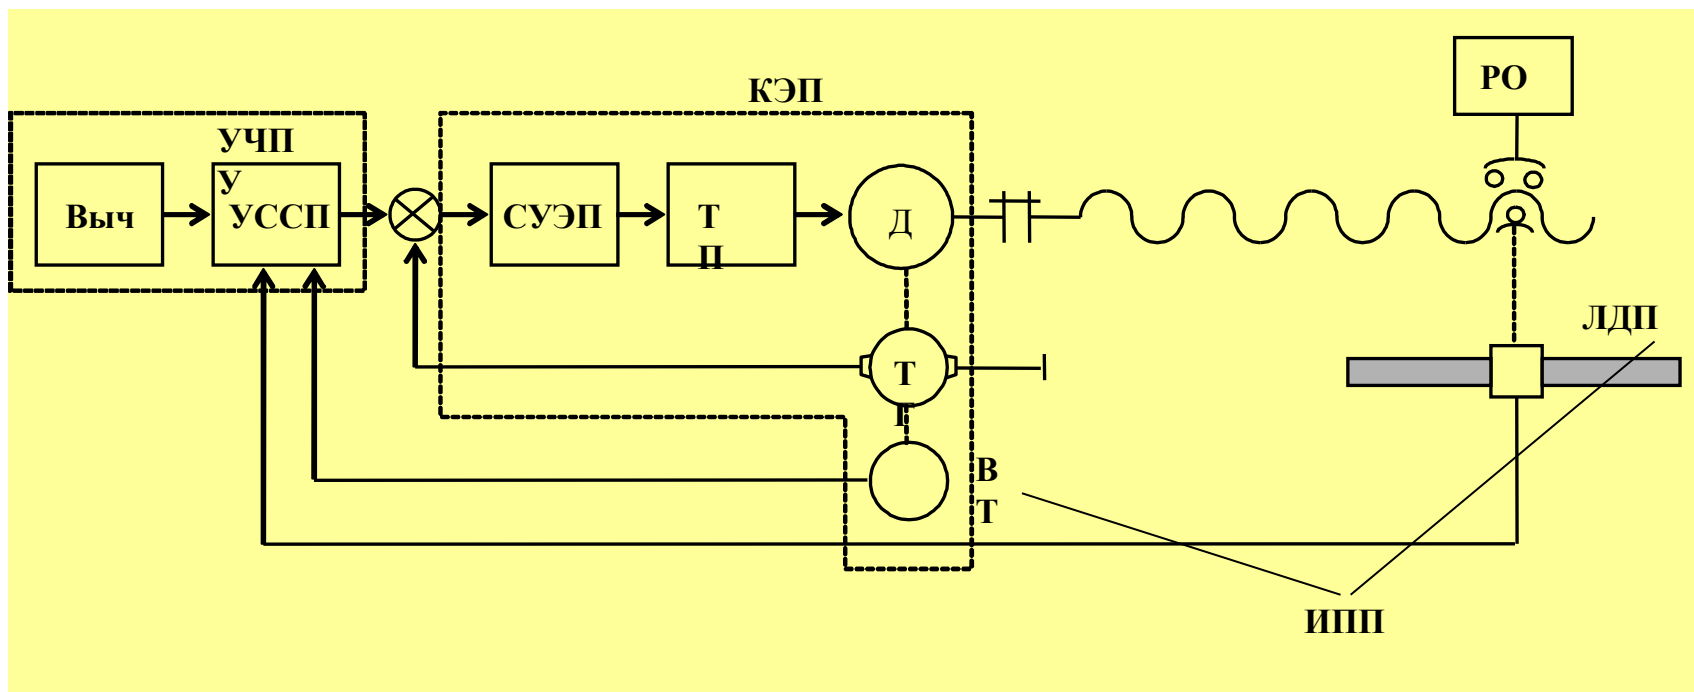 РО
КЭП
УЧП
У
Выч
УССП
СУЭП
Т
П
Д
ЛДП
Т
Г
В
Т
ИПП